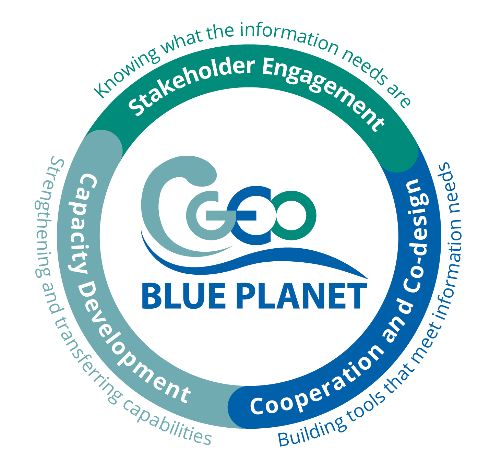 Knowing what the information needs are
Stakeholder Engagement
Strengthening and transferring capabilities
Capacity Development
GEO
BLUE PLANET
Cooperation and Co-design
Building tools that meet information needs